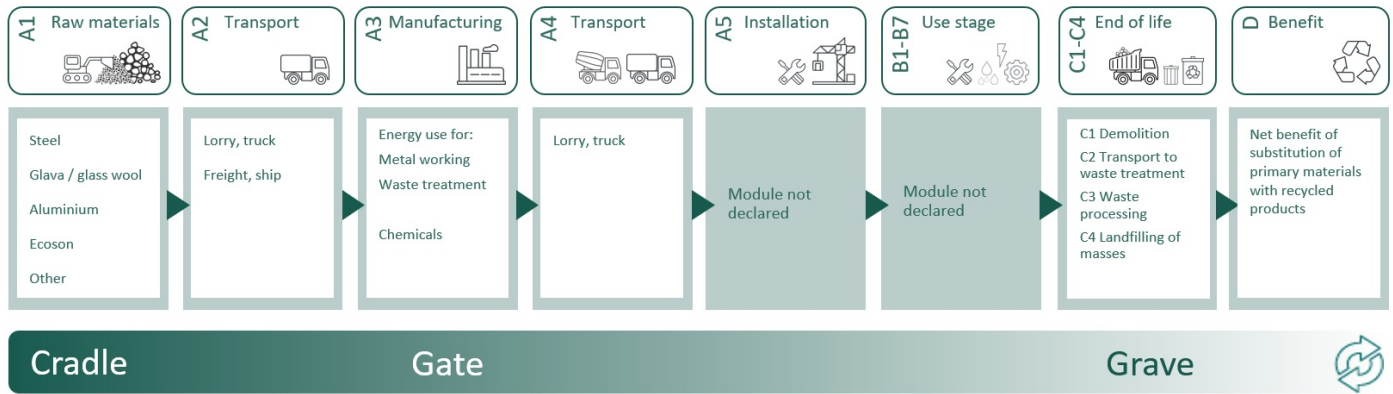 A1 Raw materials
A2 Transport
A3 Manufacturing
A4 Transport
A5 Installation
B1-B7 Use stage
C1-C4 End of life
D Benefit
Steel
Glava / glass wool
Aluminium
Ecoson
Other
Lorry, truck
Freight, ship
Energy use for:
Metal working
Waste treatment
Chemicals
Lorry, truck
Module not
declared
Module not
declared
C1 Demolition
C2 Transport to
waste treatment
C3 Waste
processing
C4 Landfilling of
masses
Net benefit of
substitution of
primary materials
with recycled
products
Cradle
Gate
Grave